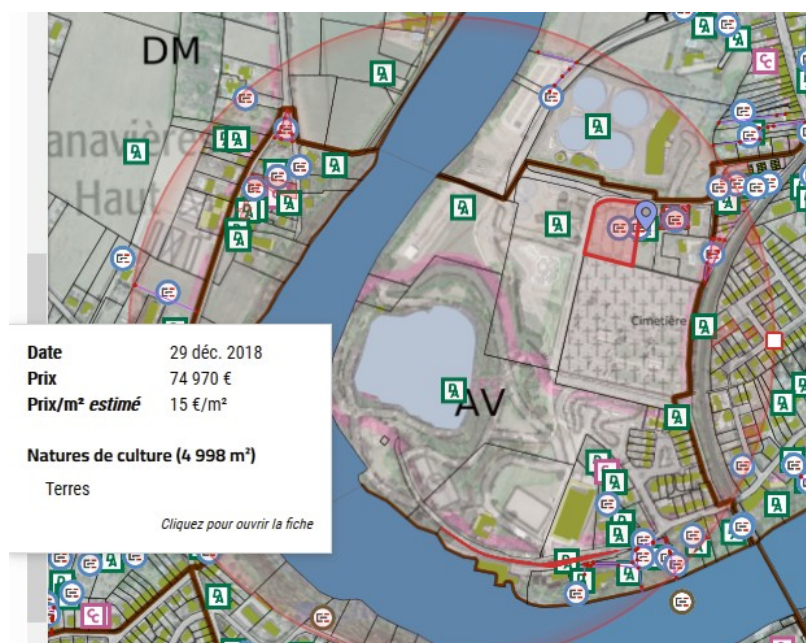 DM
anavière
Haut
Cimetière
AV
Date 29 déc. 2018
Prix 74 970 €
Prix/m² estimé 15 €/m²
Natures de culture (4 998 m²)
Terres
Cliquez pour ouvrir la fiche